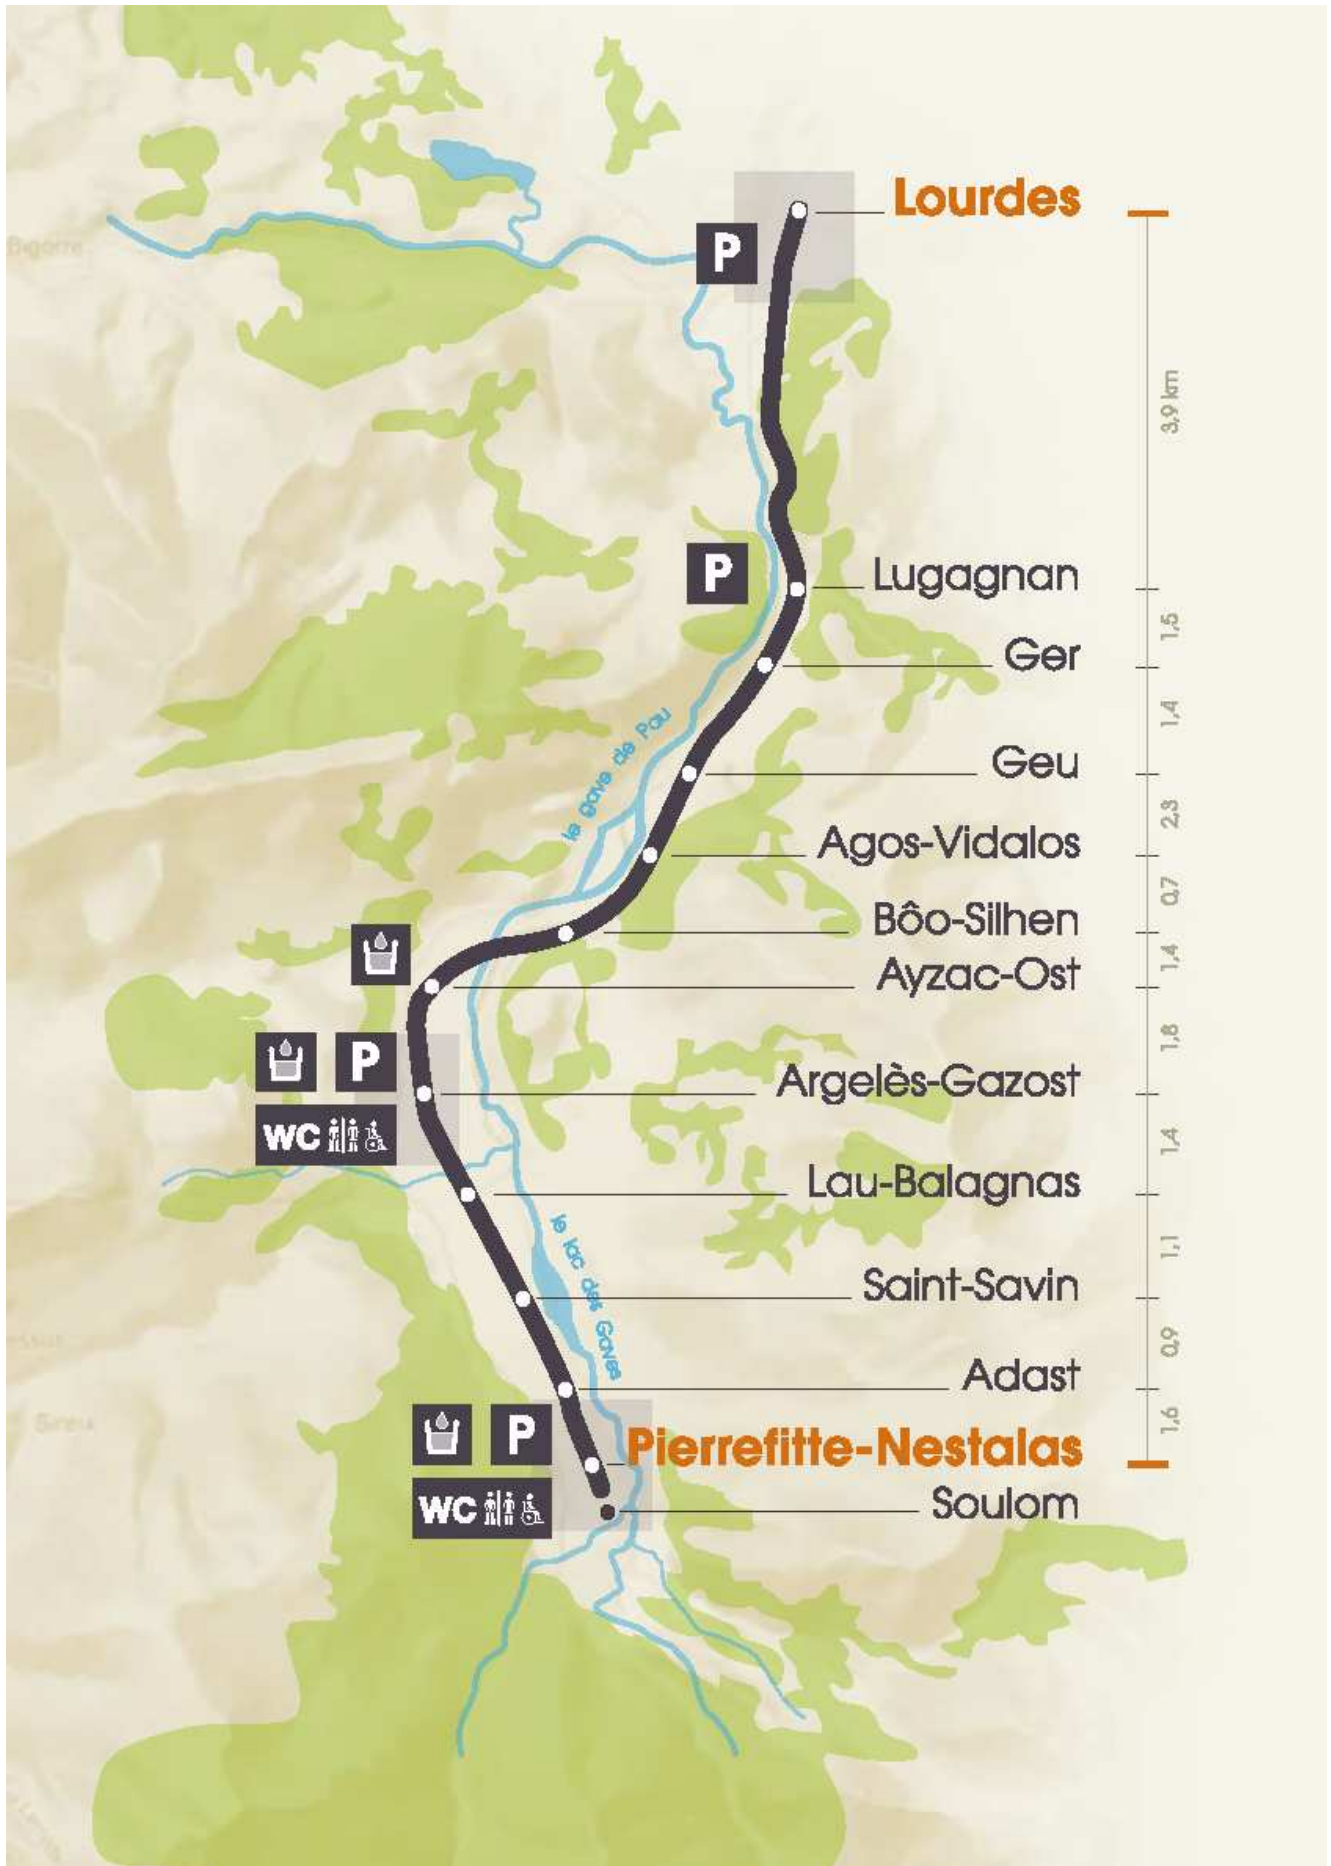 Lourdes
Bigorre
P
3,9 km
P
Lugagnan
1,5
Ger
1,4
le gave de Pau
Geu
2,3
Agos-Vidalos
0,7
Bôo-Silhen
1,4
Ayzac-Ost
1,8
P
Argelès-Gazost
WC
1,4
Lau-Balagnas
1,1
le lac des Gaves
Saint-Savin
0,9
Adast
1,6
P
Pierrefitte-Nestalas
WC
Soulom